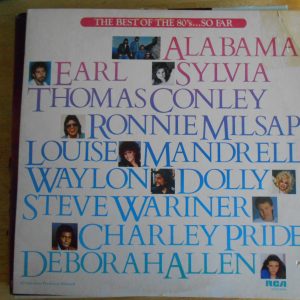 THE BEST OF THE 80's...SO FAR
ALABAMA
EARL SYLVIA
THOMAS CONLEY
RONNIE MILSAP
LOUISE MANDRELL
WAYLON DOLLY
STEVE WARINER
CHARLEY PRIDE
DEBORAH ALLEN
RCA